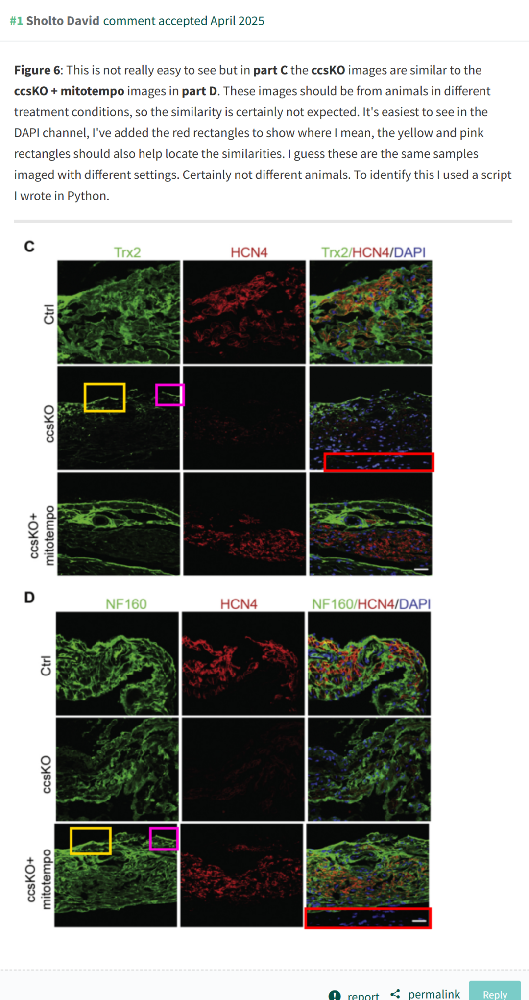 #1 Sholto David comment accepted April 2025
Figure 6: This is not really easy to see but in part C the ccsKO images are similar to the
ccsKO + mitotempo images in part D. These images should be from animals in different
treatment conditions, so the similarity is certainly not expected. It's easiest to see in the
DAPI channel, I've added the red rectangles to show where I mean, the yellow and pink
rectangles should also help locate the similarities. I guess these are the same samples
imaged with different settings. Certainly not different animals. To identify this I used a script
I wrote in Python.
C
Trx2 HCN4 Trx2/HCN4/DAPI
Ctrl
ccsKO
ccsKO+
mitotempo
D
NF160 HCN4 NF160/HCN4/DAPI
Ctrl
ccsKO
ccsKO+
mitotempo
report permalink Reply